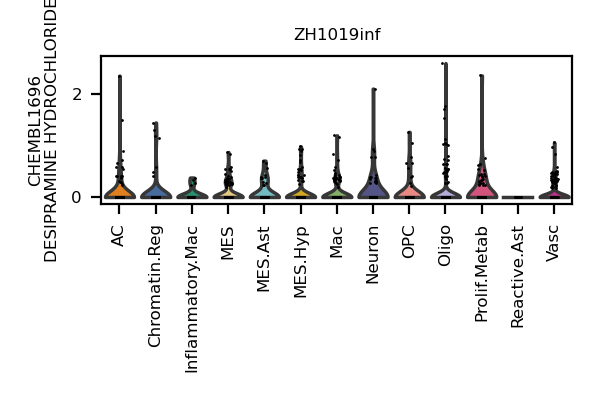 ZH1019inf
CHEMBL1696
DESIPRAMINE HYDROCHLORIDE
2
0
AC
Chromatin.Reg
Inflammatory.Mac
MES
MES.Ast
MES.Hyp
Mac
Neuron
OPC
Oligo
Prolif.Metab
Reactive.Ast
Vasc